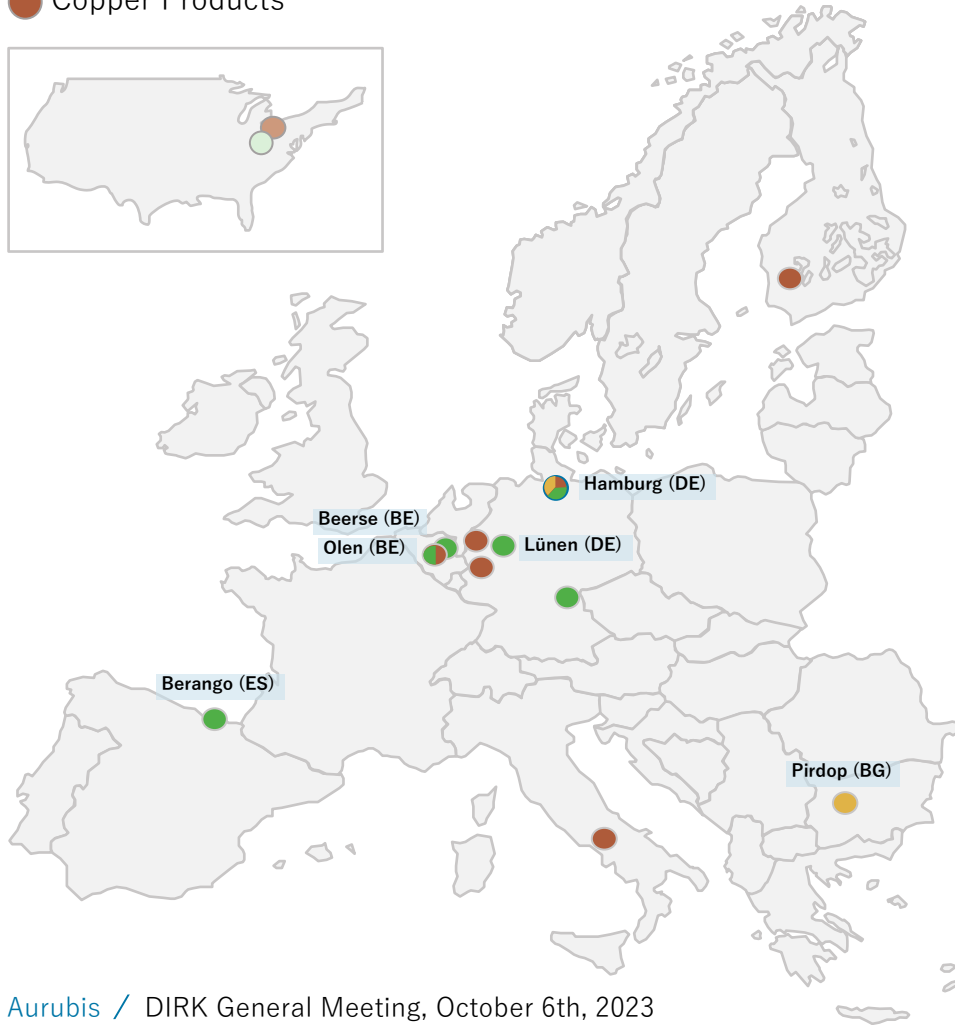 Copper Products
Hamburg (DE)
Beerse (BE)
Olen (BE)
Lünen (DE)
Berango (ES)
Pirdop (BG)
Aurubis / DIRK General Meeting, October 6th, 2023